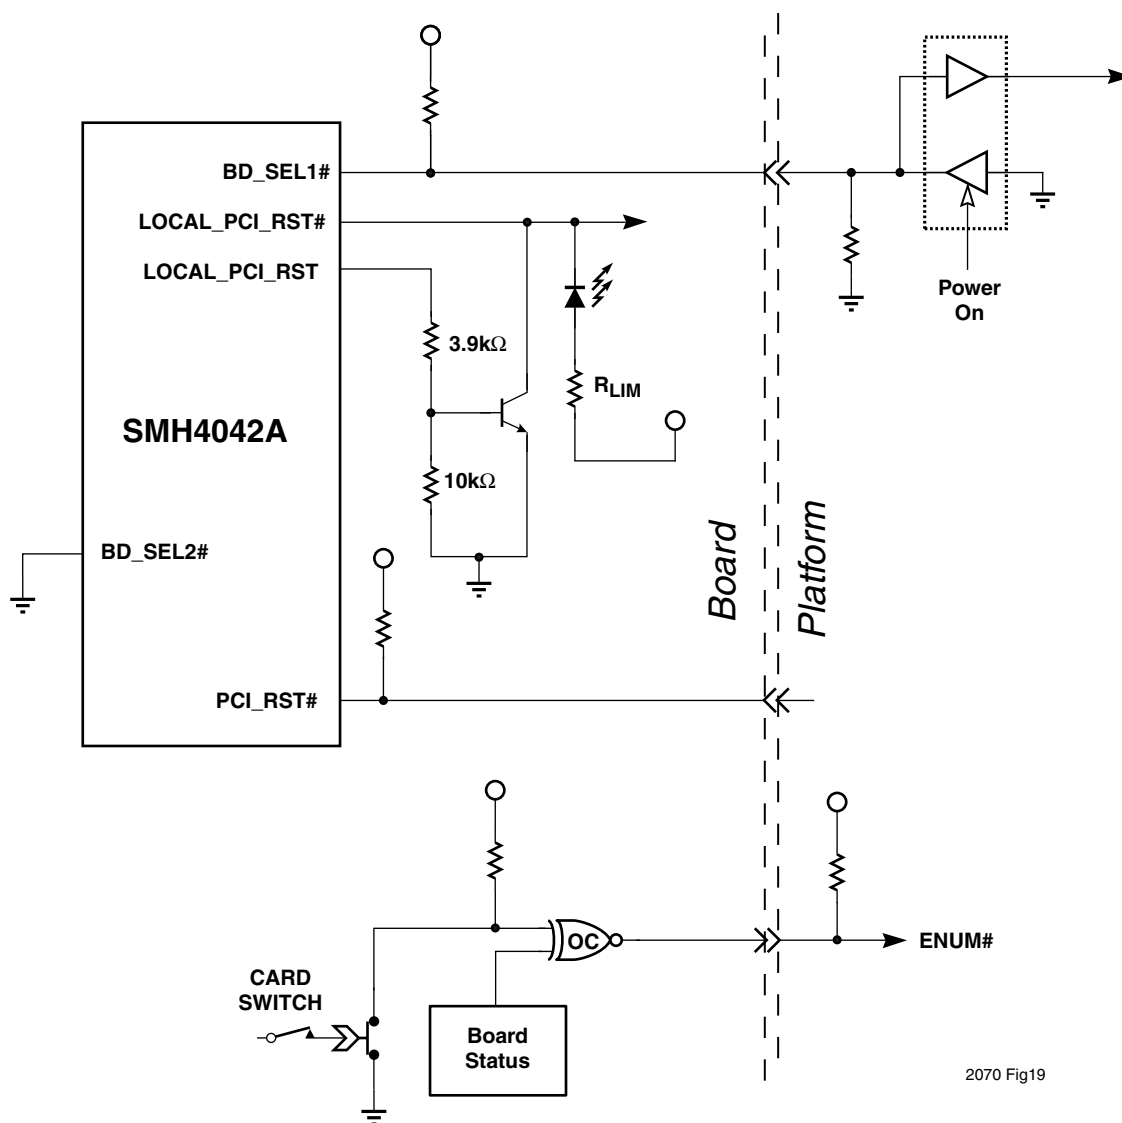 BD_SEL1#
LOCAL_PCI_RST#
LOCAL_PCI_RST
Power
On
3.9kΩ
RLIM
SMH4042A
10kΩ
BD_SEL2#
Board
Platform
PCI_RST#
OC
ENUM#
CARD
SWITCH
Board
Status
2070 Fig19